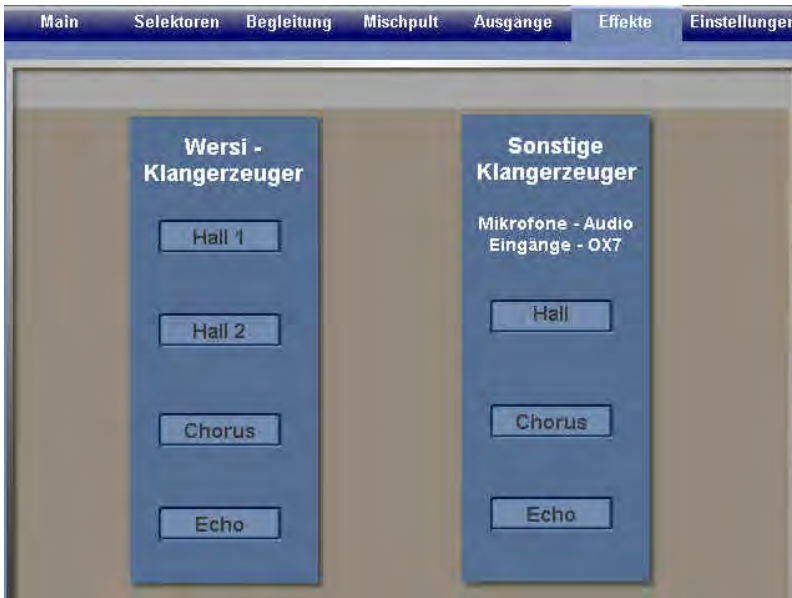 Main Selektoren Begleitung Mischpult Ausgänge Effekte Einstellungen
Wersi -
Klangerzeuger
Hall 1
Hall 2
Chorus
Echo
Sonstige
Klangerzeuger
Mikrofone - Audio
Eingänge - OX7
Hall
Chorus
Echo